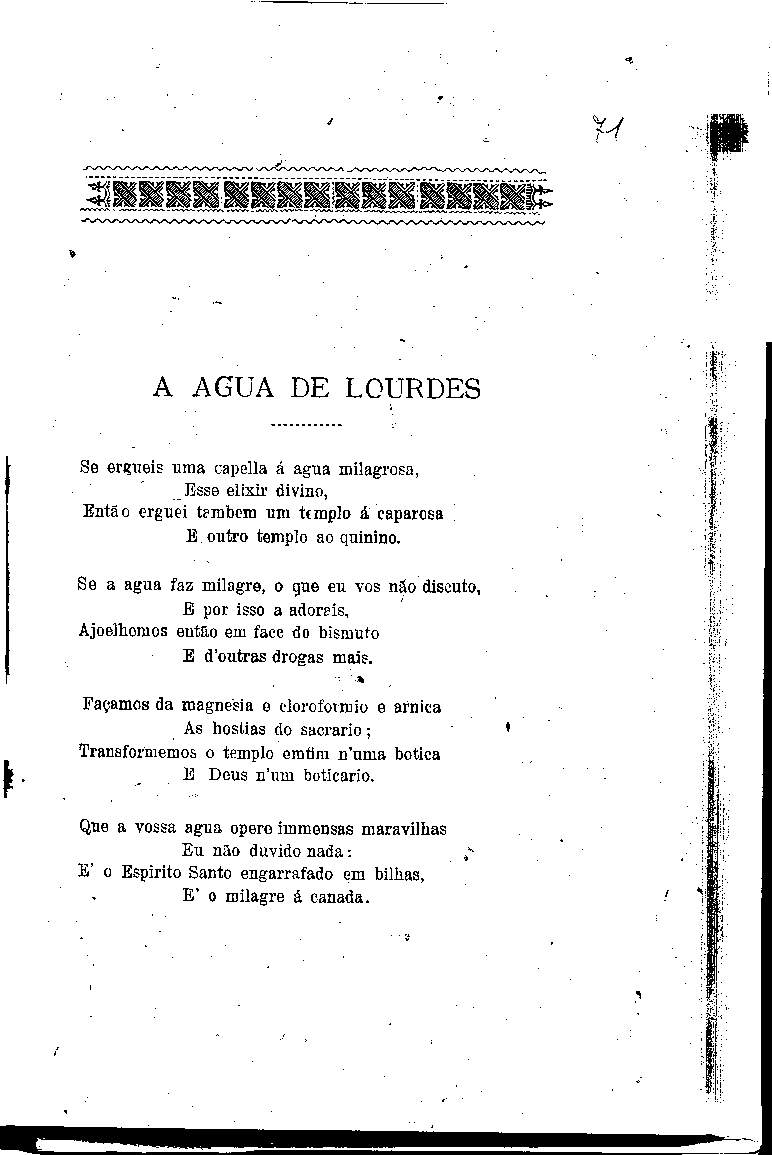 71
A AGUA DE LOURDES
Se ergueis uma capella á agua milagrosa,
Esse elixir divino,
Então erguei tambem um templo á caparosa
E outro templo ao quinino.
Se a agua faz milagre, o que eu vos não discuto,
E por isso a adorais,
Ajoelhemos então em face do bismuto
E d'outras drogas mais.
Façamos da magnesia e cloroformio e arnica
As hostias do sacrario;
Transformemos o templo emfim n'uma botica
E Deus n'um boticario.
Que a vossa agua opere immensas maravilhas
Eu não duvido nada:
E' o Espirito Santo engarrafado em bilhas,
E' o milagre á canada.